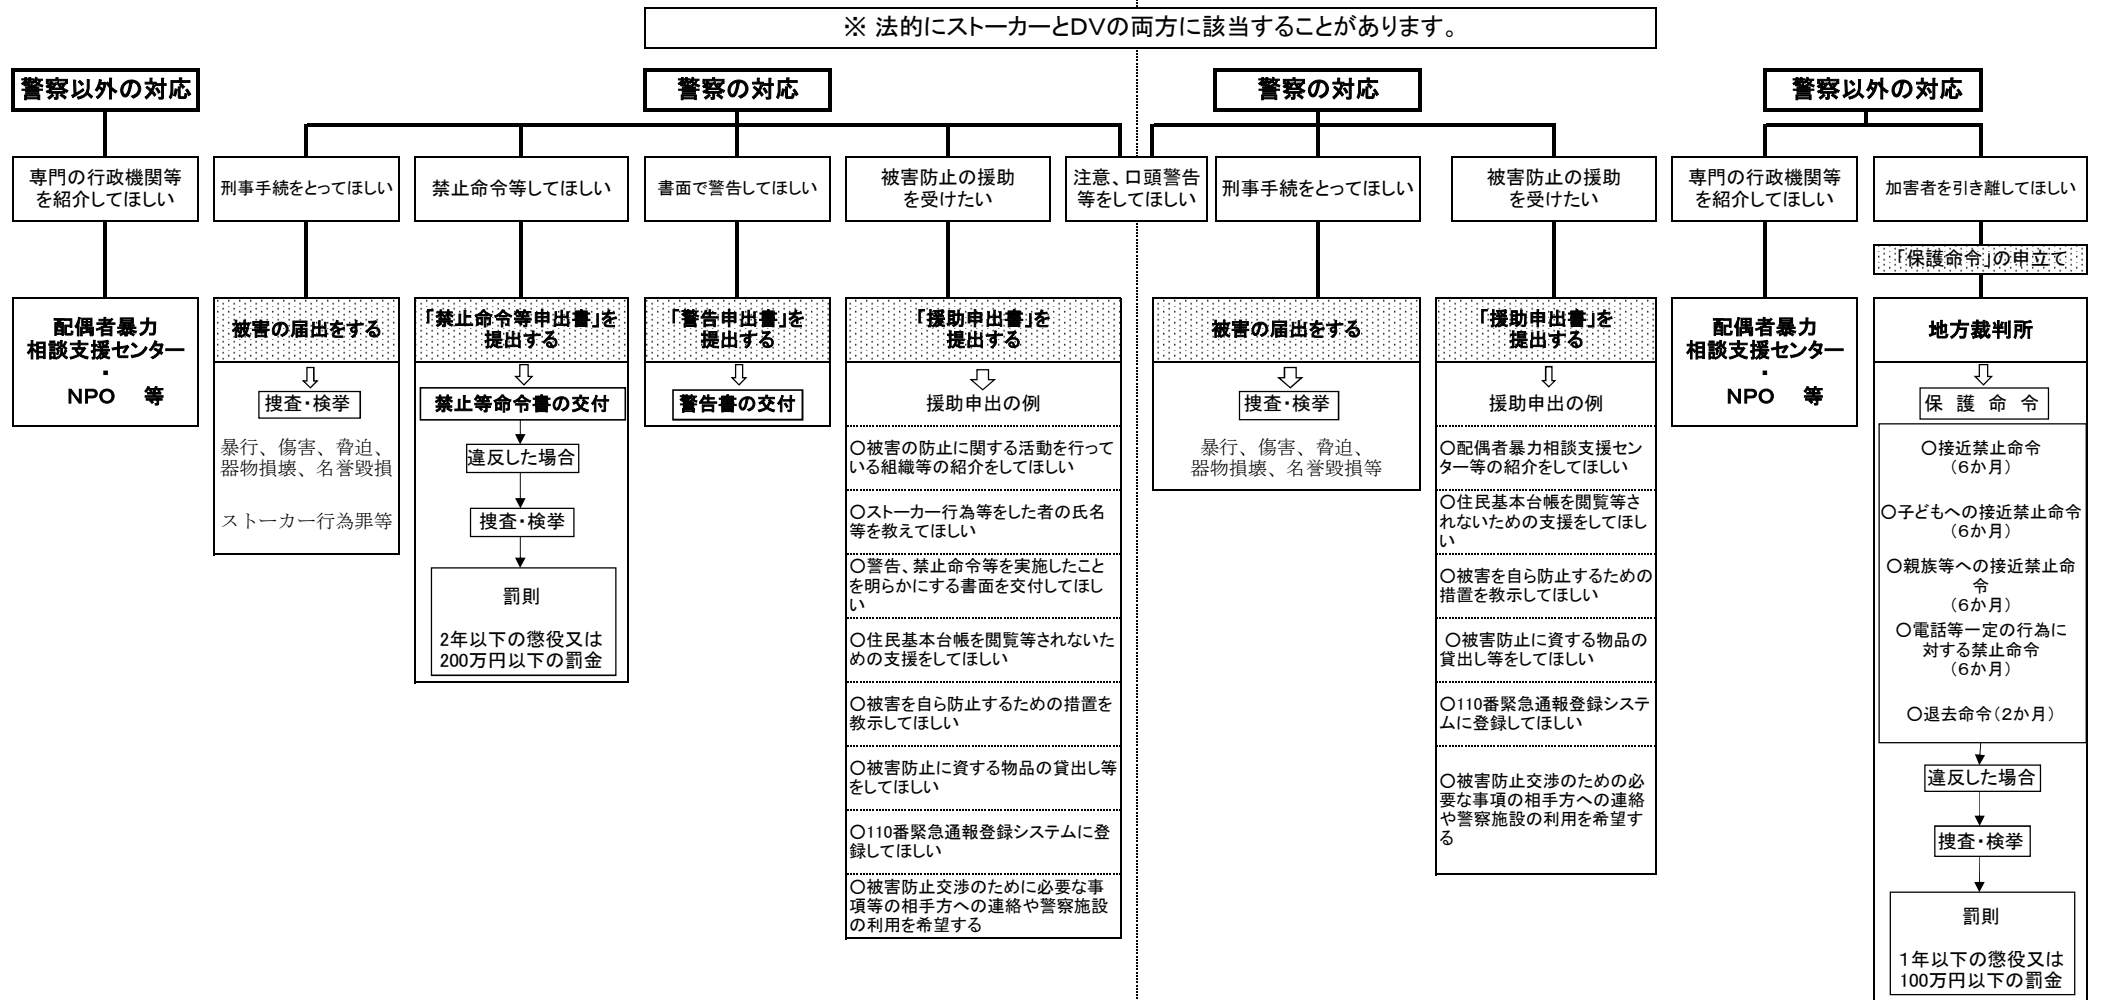 ※ 法的にストーカーとDVの両方に該当することがあります。
警察以外の対応
警察の対応
警察の対応
警察以外の対応
専門の行政機関等
を紹介してほしい
刑事手続をとってほしい
禁止命令等してほしい
書面で警告してほしい
被害防止の援助
を受けたい
注意、口頭警告
等をしてほしい
刑事手続をとってほしい
被害防止の援助
を受けたい
専門の行政機関等
を紹介してほしい
加害者を引き離してほしい
「保護命令」の申立て
配偶者暴力
相談支援センター
・
NPO 等
被害の届出をする
捜査・検挙
暴行、傷害、脅迫、
器物損壊、名誉毀損
ストーカー行為罪等
「禁止命令等申出書」を
提出する
禁止等命令書の交付
違反した場合
捜査・検挙
罰則
2年以下の懲役又は
200万円以下の罰金
「警告申出書」を
提出する
警告書の交付
「援助申出書」を
提出する
援助申出の例
○被害の防止に関する活動を行って
いる組織等の紹介をしてほしい
○ストーカー行為等をした者の氏名
等を教えてほしい
○警告、禁止命令等を実施したこと
を明らかにする書面を交付してほし
い
○住民基本台帳を閲覧等されないた
めの支援をしてほしい
○被害を自ら防止するための措置を
教示してほしい
○被害防止に資する物品の貸出し等
をしてほしい
○110番緊急通報登録システムに登
録してほしい
○被害防止交渉のために必要な事
項等の相手方への連絡や警察施設
の利用を希望する
被害の届出をする
捜査・検挙
暴行、傷害、脅迫、
器物損壊、名誉毀損等
「援助申出書」を
提出する
援助申出の例
○配偶者暴力相談支援セン
ター等の紹介をしてほしい
○住民基本台帳を閲覧等さ
れないための支援をしてほし
い
○被害を自ら防止するための
措置を教示してほしい
○被害防止に資する物品の
貸出し等をしてほしい
○110番緊急通報登録システ
ムに登録してほしい
○被害防止交渉のための必
要な事項の相手方への連絡
や警察施設の利用を希望す
る
配偶者暴力
相談支援センター
・
NPO 等
地方裁判所
保 護 命 令
○接近禁止命令
(6か月)
○子どもへの接近禁止命令
(6か月)
○親族等への接近禁止命
令
(6か月)
○電話等一定の行為に
対する禁止命令
(6か月)
○退去命令(2か月)
違反した場合
捜査・検挙
罰則
1年以下の懲役又は
100万円以下の罰金